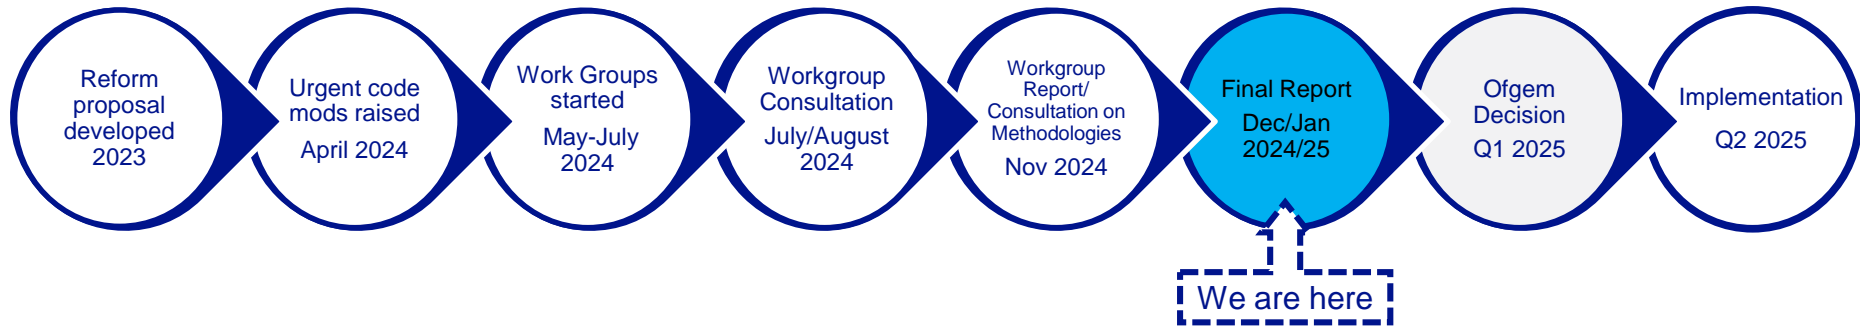 Reform
proposal
developed
2023
Urgent code
mods raised
April 2024
Work Groups
started
May-July
2024
Workgroup
Consultation
July/August
2024
Workgroup
Report/
Consultation on
Methodologies
Nov 2024
Final Report
Dec/Jan
2024/25
Ofgem
Decision
Q1 2025
Implementation
Q2 2025
We are here